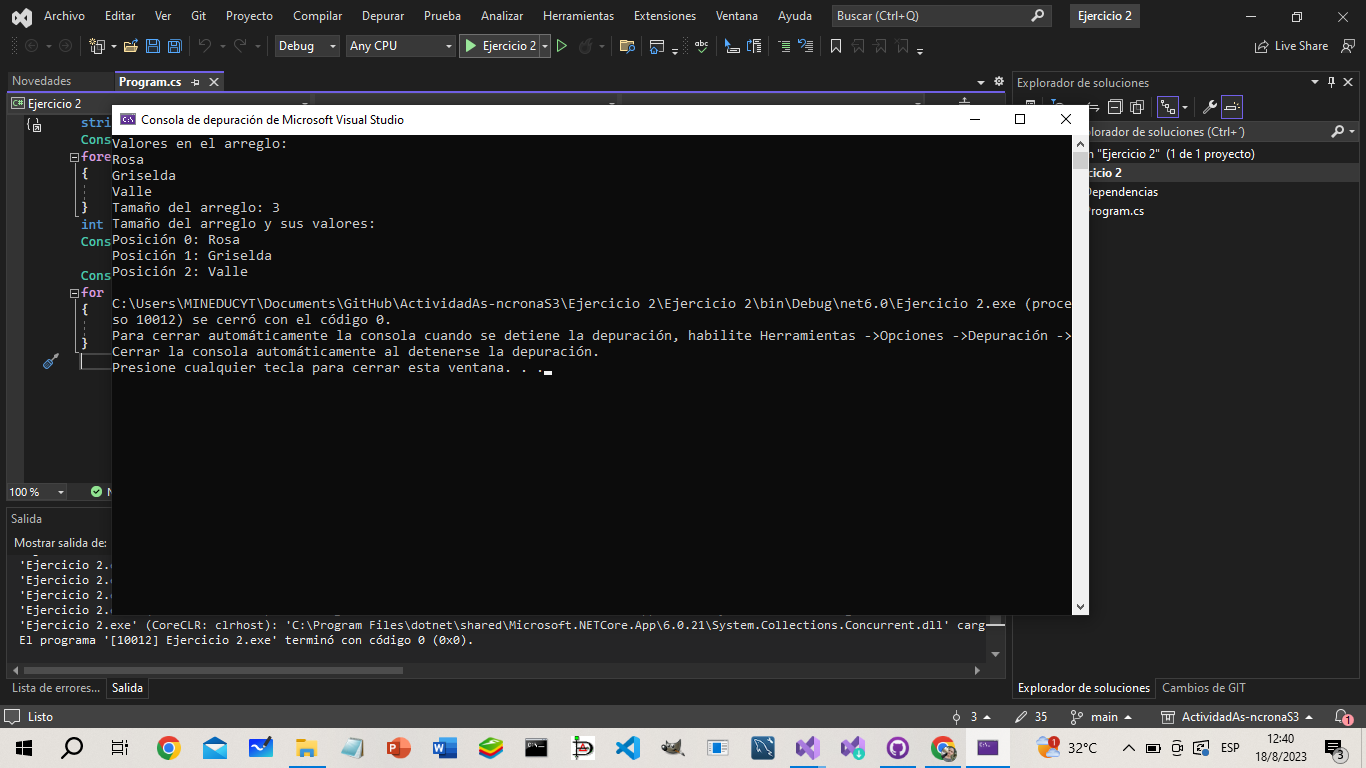 Archivo Editar Ver Git Proyecto Compilar Depurar Prueba Analizar Herramientas Extensiones Ventana Ayuda Buscar (Ctrl+Q) Ejercicio 2
Debug Any CPU Ejercicio 2 Live Share
Novedades Program.cs
Explorador de soluciones
Ejercicio 2
Consola de depuración de Microsoft Visual Studio
Valores en el arreglo:
Rosa
Griselda
Valle
Tamaño del arreglo: 3
Tamaño del arreglo y sus valores:
Posición 0: Rosa
Posición 1: Griselda
Posición 2: Valle
C:\Users\MINEDUCYT\Documents\GitHub\ActividadAs-ncronaS3\Ejercicio 2\Ejercicio 2\bin\Debug\net6.0\Ejercicio 2.exe (proce
so 10012) se cerró con el código 0.
Para cerrar automáticamente la consola cuando se detiene la depuración, habilite Herramientas ->Opciones ->Depuración ->
Cerrar la consola automáticamente al detenerse la depuración.
Presione cualquier tecla para cerrar esta ventana. . .
stri
Cons
fore
{
}
int
Cons
Cons
for
{
}
plorador de soluciones (Ctrl+´)
n "Ejercicio 2" (1 de 1 proyecto)
cicio 2
Dependencias
rogram.cs
100 %
Salida
Mostrar salida de:
'Ejercicio 2.
'Ejercicio 2.
'Ejercicio 2.
'Ejercicio 2.
'Ejercicio 2.exe' (CoreCLR: clrhost): 'C:\Program Files\dotnet\shared\Microsoft.NETCore.App\6.0.21\System.Collections.Concurrent.dll' carg
El programa '[10012] Ejercicio 2.exe' terminó con código 0 (0x0).
Lista de errores... Salida
Explorador de soluciones Cambios de GIT
Listo 3 35 main ActividadAs-ncronaS3 1
32°C ESP 12:40
18/8/2023 3